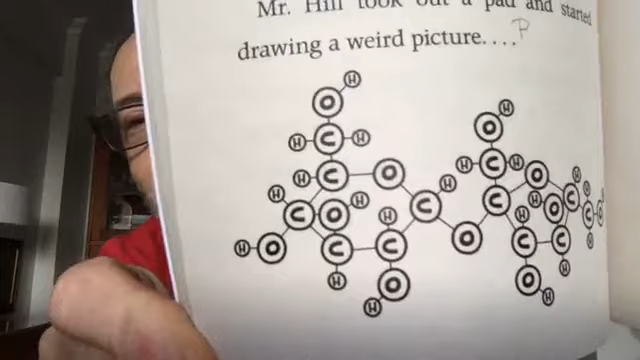 Mr. Hill took out a pad and started
drawing a weird picture....P
H
O
H C H
H C O H
H C O H C H O H
H O C C C O C C C O
H O H O H H
H